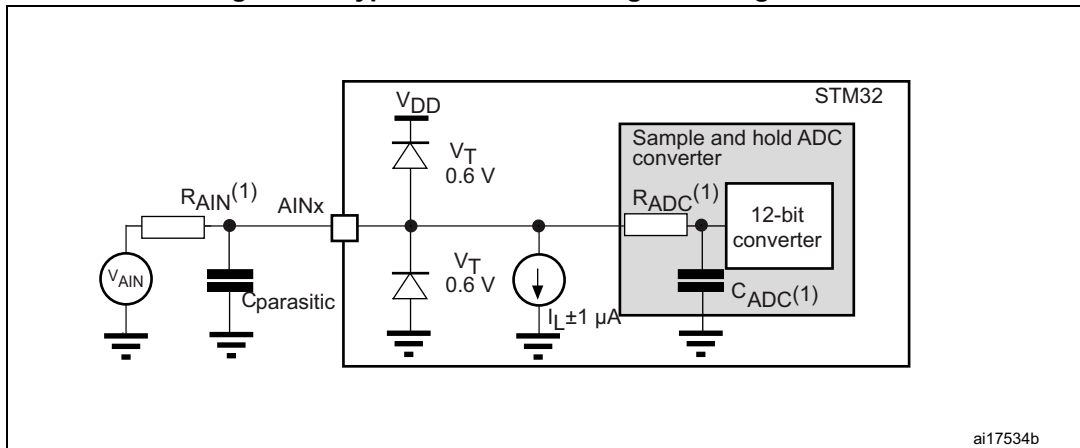 STM32
VDD
Sample and hold ADC
converter
VT
0.6 V
RAIN(1)
AINx
RADC(1)
12-bit
converter
VAIN
Cparasitic
VT
0.6 V
IL±1 µA
CADC(1)
ai17534b